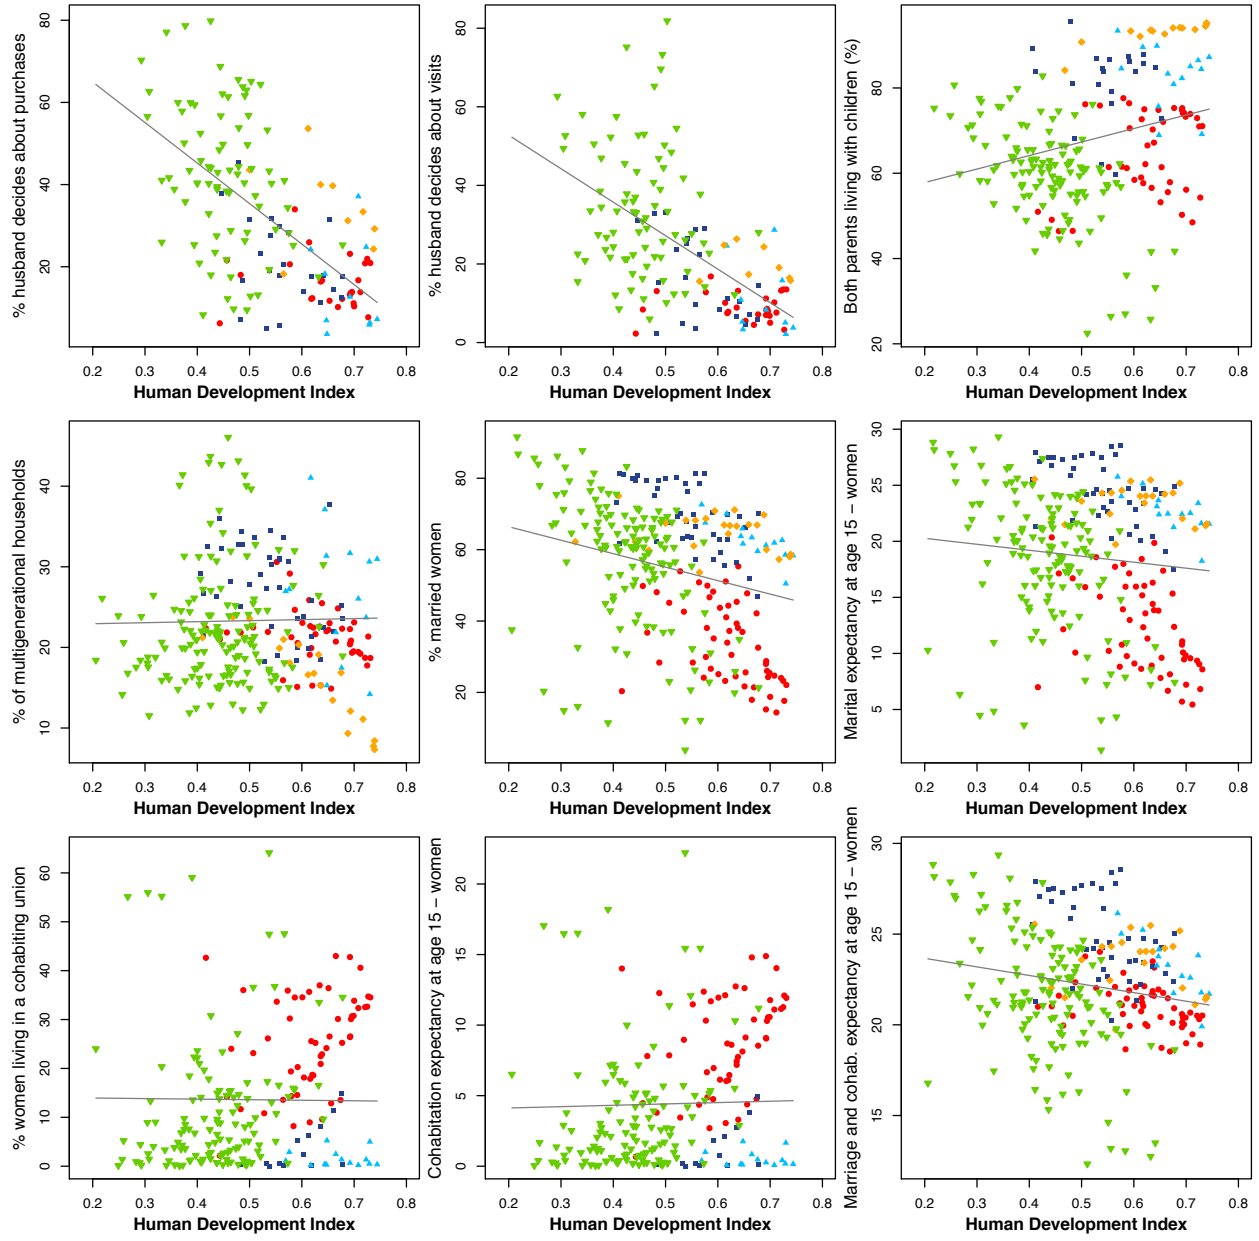 % husband decides about purchases
80
60
40
20
0.2 0.3 0.4 0.5 0.6 0.7 0.8
Human Development Index
% husband decides about visits
80
60
40
20
0
0.2 0.3 0.4 0.5 0.6 0.7 0.8
Human Development Index
Both parents living with children (%)
80
60
40
20
0.2 0.3 0.4 0.5 0.6 0.7 0.8
Human Development Index
% of multigenerational households
40
30
20
10
0.2 0.3 0.4 0.5 0.6 0.7 0.8
Human Development Index
% married women
80
60
40
20
0.2 0.3 0.4 0.5 0.6 0.7 0.8
Human Development Index
Marital expectancy at age 15 – women
30
25
20
15
10
5
0.2 0.3 0.4 0.5 0.6 0.7 0.8
Human Development Index
% women living in a cohabiting union
60
50
40
30
20
10
0
0.2 0.3 0.4 0.5 0.6 0.7 0.8
Human Development Index
Cohabitation expectancy at age 15 – women
20
15
10
5
0
0.2 0.3 0.4 0.5 0.6 0.7 0.8
Human Development Index
Marriage and cohab. expectancy at age 15 – women
30
25
20
15
0.2 0.3 0.4 0.5 0.6 0.7 0.8
Human Development Index